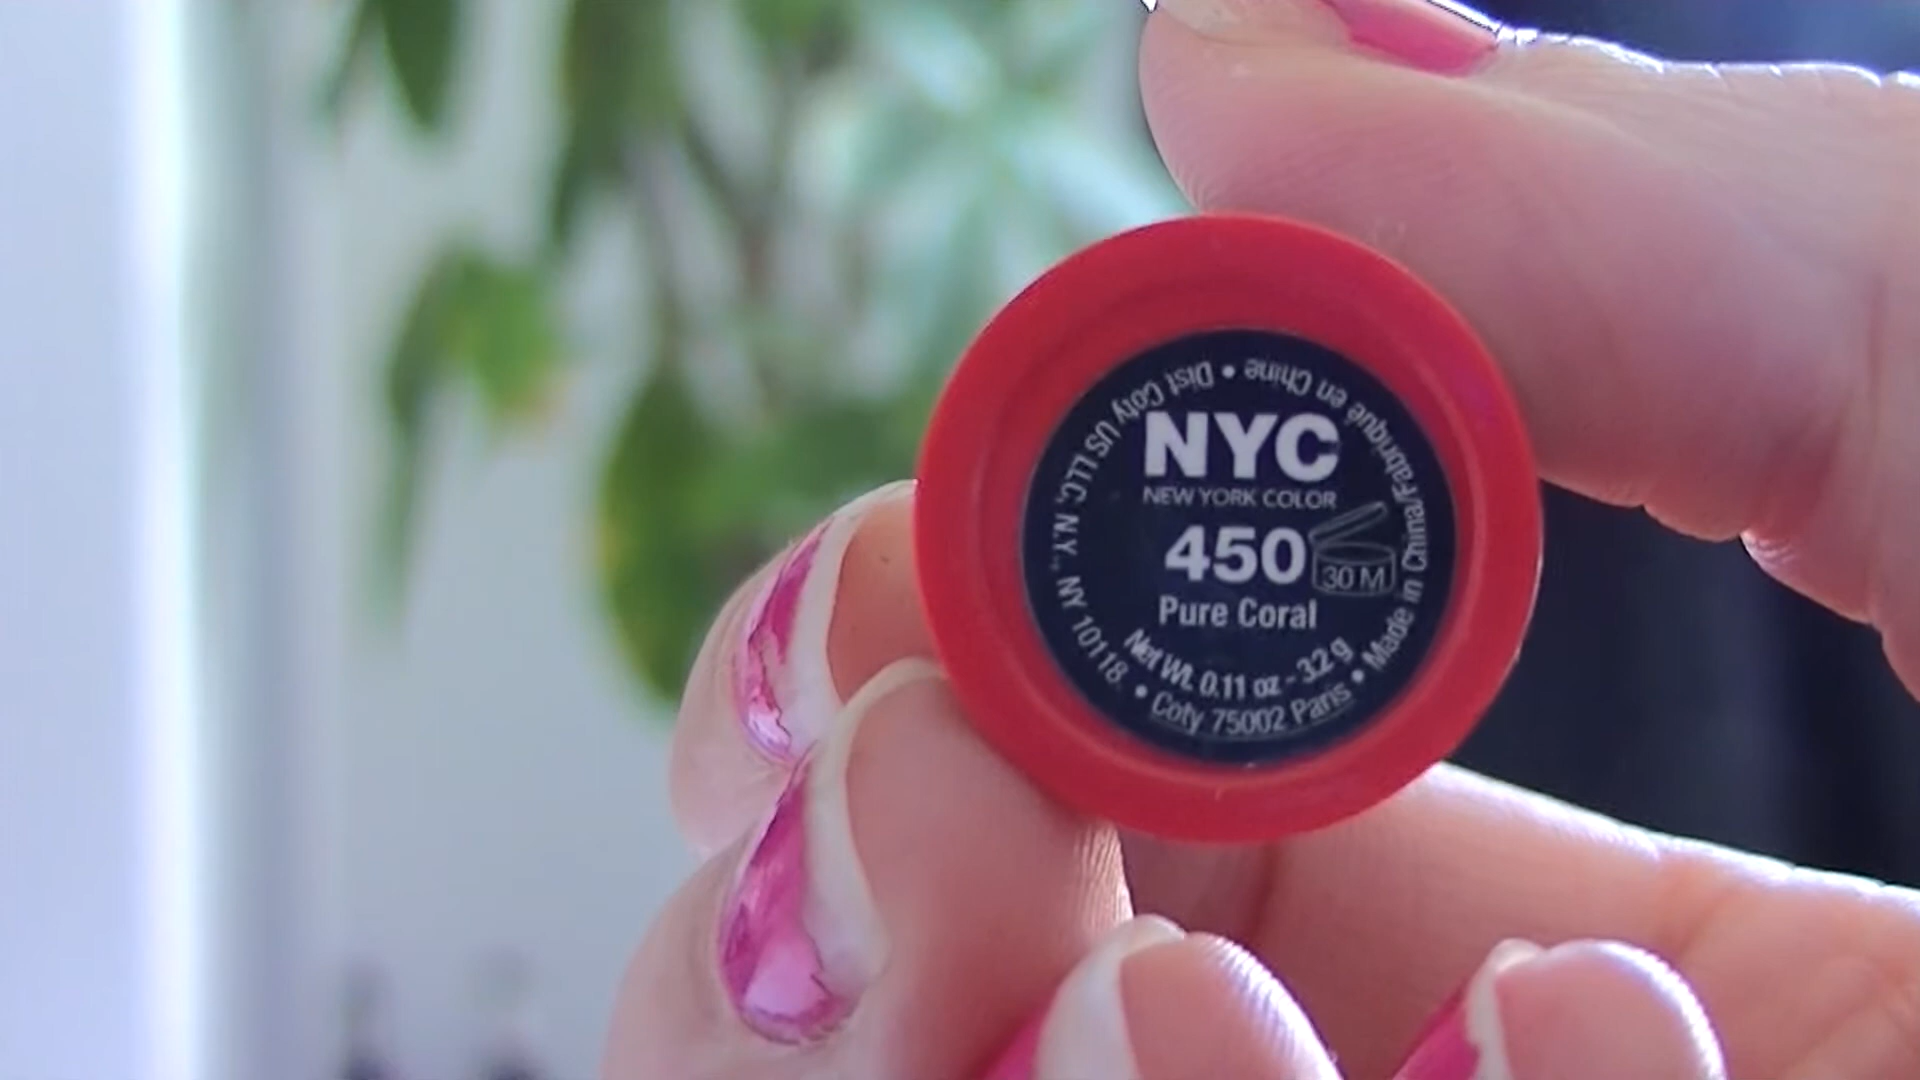 NYC
NEW YORK COLOR
450
30 M
Pure Coral
Net Wt. 0.11 oz - 3.2 g
Dist Coty US LLC, N.Y., NY 10118. • Coty 75002 Paris • Made in China/Fabriqué en Chine •